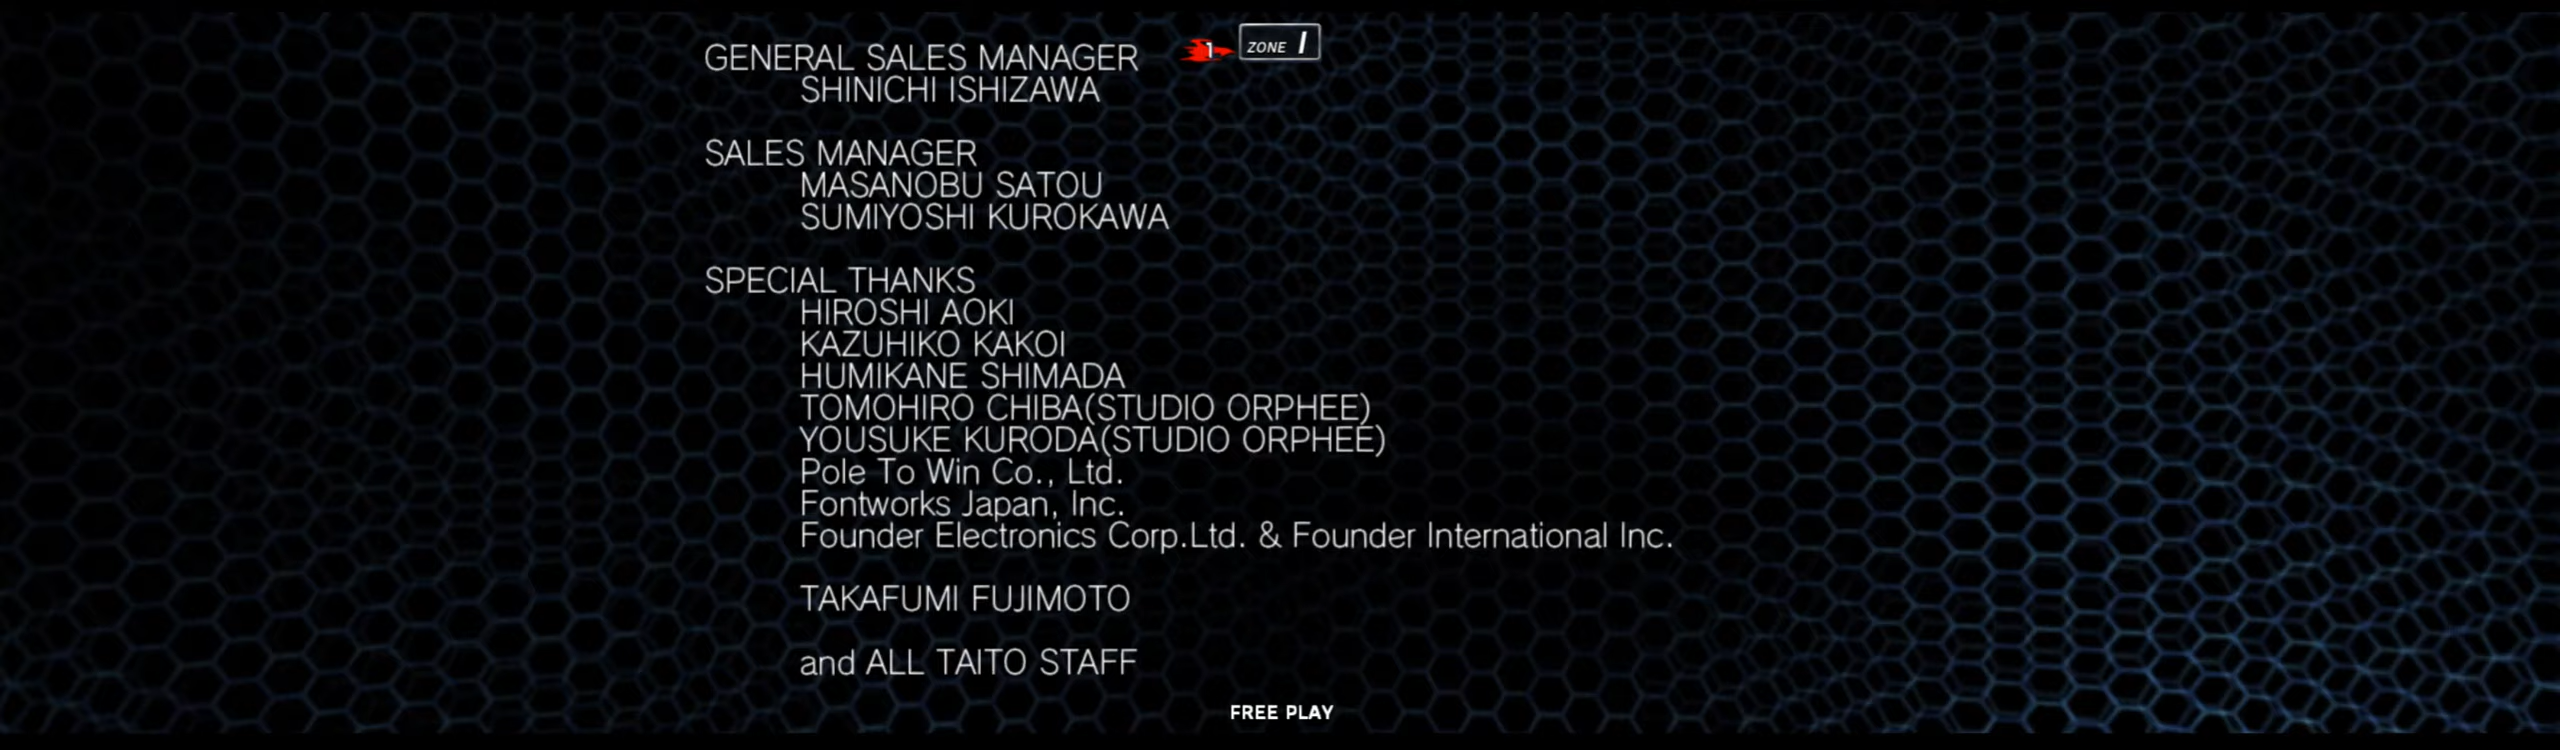 GENERAL SALES MANAGER
SHINICHI ISHIZAWA
1
ZONE I
SALES MANAGER
MASANOBU SATOU
SUMIYOSHI KUROKAWA
SPECIAL THANKS
HIROSHI AOKI
KAZUHIKO KAKOI
HUMIKANE SHIMADA
TOMOHIRO CHIBA(STUDIO ORPHEE)
YOUSUKE KURODA(STUDIO ORPHEE)
Pole To Win Co., Ltd.
Fontworks Japan, Inc.
Founder Electronics Corp.Ltd. & Founder International Inc.
TAKAFUMI FUJIMOTO
and ALL TAITO STAFF
FREE PLAY